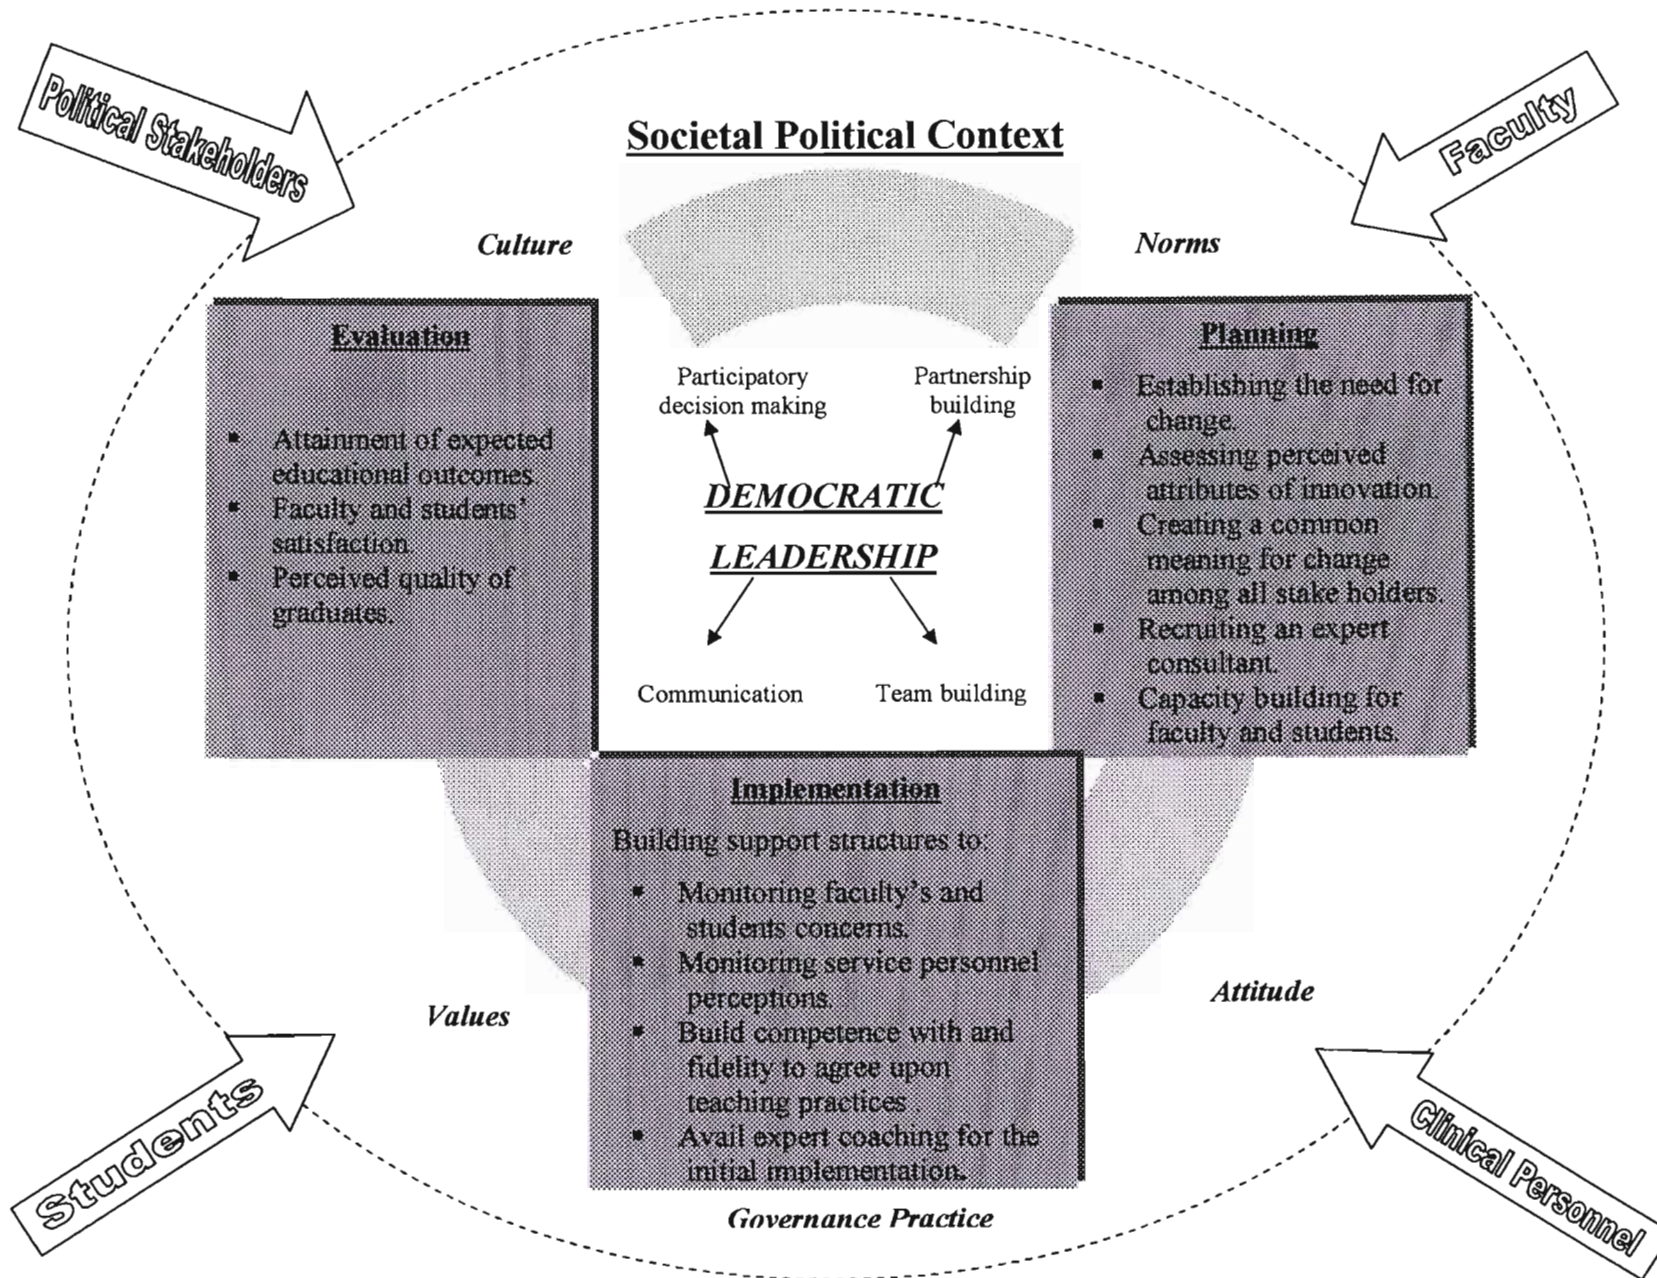 Political Stakeholders
Faculty
Societal Political Context
Culture
Norms
Evaluation
▪ Attainment of expected
educational outcomes
▪ Faculty and students'
satisfaction
▪ Perceived quality of
graduates.
Participatory
decision making
Partnership
building
DEMOCRATIC
LEADERSHIP
Communication
Team building
Planning
▪ Establishing the need for
change.
▪ Assessing perceived
attributes of innovation.
▪ Creating a common
meaning for change
among all stake holders.
▪ Recruiting an expert
consultant.
▪ Capacity building for
faculty and students.
Implementation
Building support structures to:
▪ Monitoring faculty's and
students concerns.
▪ Monitoring service personnel
perceptions.
▪ Build competence with and
fidelity to agree upon
teaching practices .
▪ Avail expert coaching for the
initial implementation.
Values
Attitude
Governance Practice
Students
Clinical Personnel